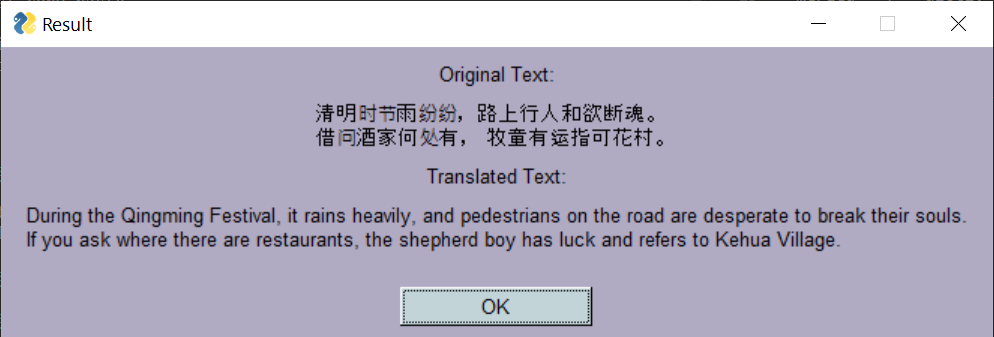 Result
Original Text:
清明时节雨纷纷，路上行人和欲断魂。
借问酒家何处有， 牧童有运指可花村。
Translated Text:
During the Qingming Festival, it rains heavily, and pedestrians on the road are desperate to break their souls.
If you ask where there are restaurants, the shepherd boy has luck and refers to Kehua Village.
OK